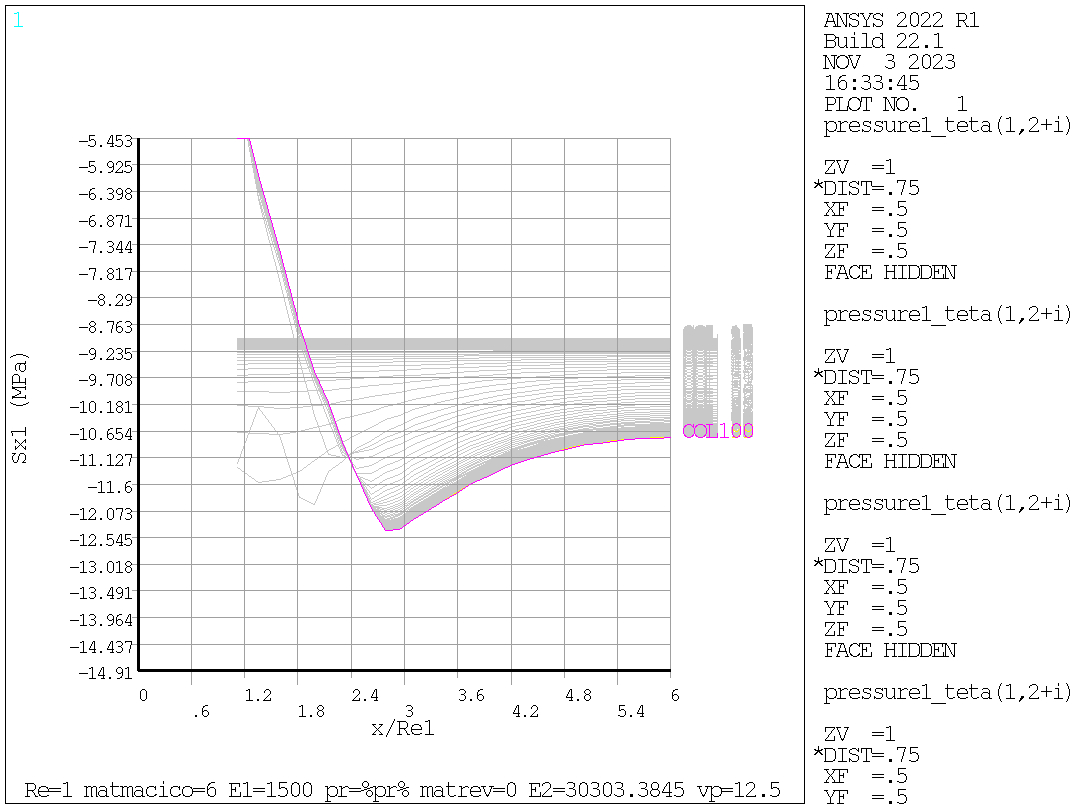 1
ANSYS 2022 R1
Build 22.1
NOV 3 2023
16:33:45
PLOT NO. 1
pressure1_teta(1,2+i)
ZV =1
*DIST=.75
XF =.5
YF =.5
ZF =.5
FACE HIDDEN
pressure1_teta(1,2+i)
ZV =1
*DIST=.75
XF =.5
YF =.5
ZF =.5
FACE HIDDEN
pressure1_teta(1,2+i)
ZV =1
*DIST=.75
XF =.5
YF =.5
ZF =.5
FACE HIDDEN
pressure1_teta(1,2+i)
ZV =1
*DIST=.75
XF =.5
YF =.5
Sx1 (MPa)
-5.453
-5.925
-6.398
-6.871
-7.344
-7.817
-8.29
-8.763
-9.235
-9.708
-10.181
-10.654
-11.127
-11.6
-12.073
-12.545
-13.018
-13.491
-13.964
-14.437
-14.91
COL100
0 1.2 2.4 3.6 4.8 6
.6 1.8 3 4.2 5.4
x/Re1
Re=1 matmacico=6 E1=1500 pr=%pr% matrev=0 E2=30303.3845 vp=12.5